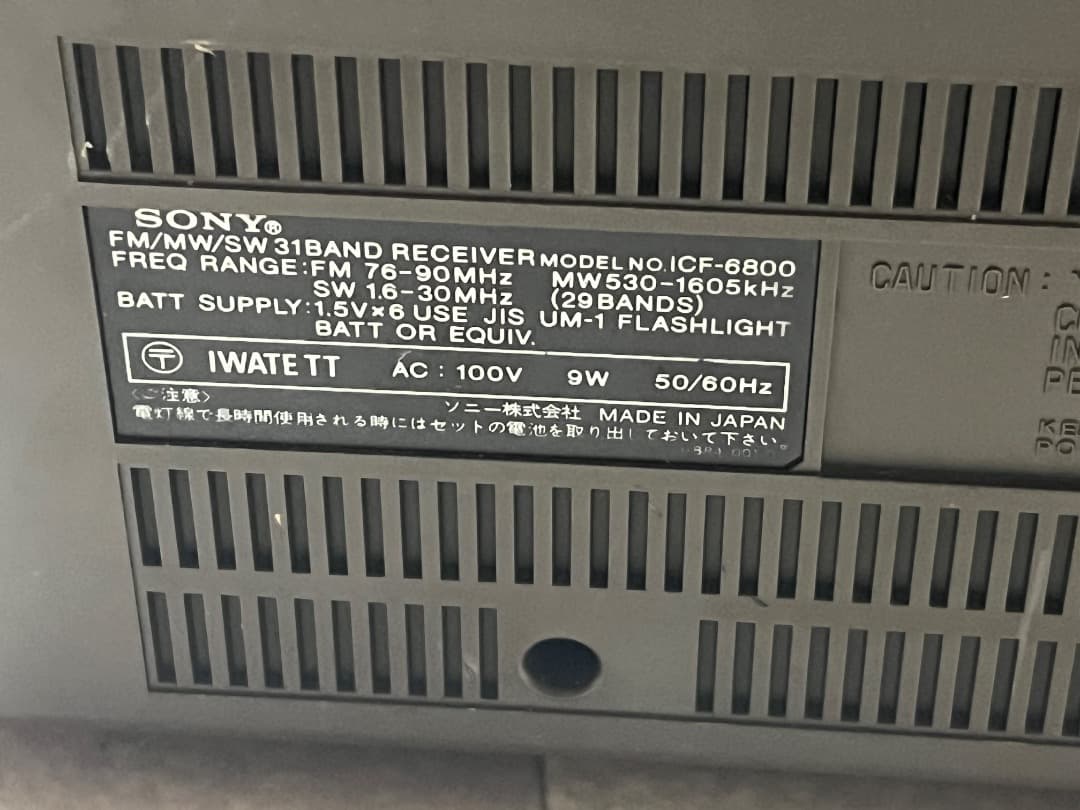 SONY®
FM/MW/SW 31BAND RECEIVER MODEL NO. ICF-6800
FREQ RANGE: FM 76-90MHz MW530-1605kHz
SW 1.6-30MHz (29BANDS)
BATT SUPPLY: 1.5V×6 USE JIS UM-1 FLASHLIGHT
BATT OR EQUIV.
〒 IWATE TT AC: 100V 9W 50/60Hz
〈ご注意〉 ソニー株式会社 MADE IN JAPAN
電灯線で長時間使用される時にはセットの電池を取り出しておいて下さい。
CAUTION:
IN
PE
KE
PO